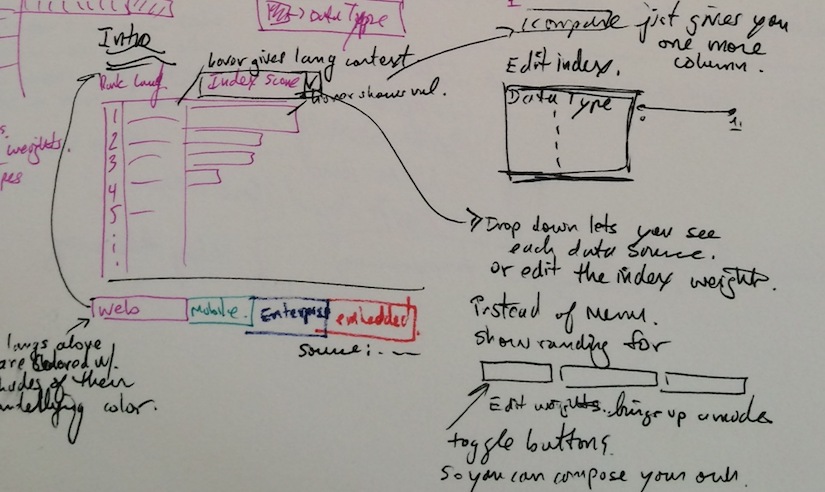 Data Type
Intro
hover gives lang context
Rank Lang
Index Score
hover shows val.
1
2
3
4
5
compare just gives you
one more
column.
Edit index.
Data Type
0
1.
s.
weights.
pes
Drop down lets you see
each data source.
or edit the index weights.
instead of menu.
show ranking for
Edit weights. brings up a modal
toggle buttons.
so you can compose your own.
Web
Mobile.
Enterprise
embedded
Source:
langs above
are colored w.
hades of their
nderlying color.